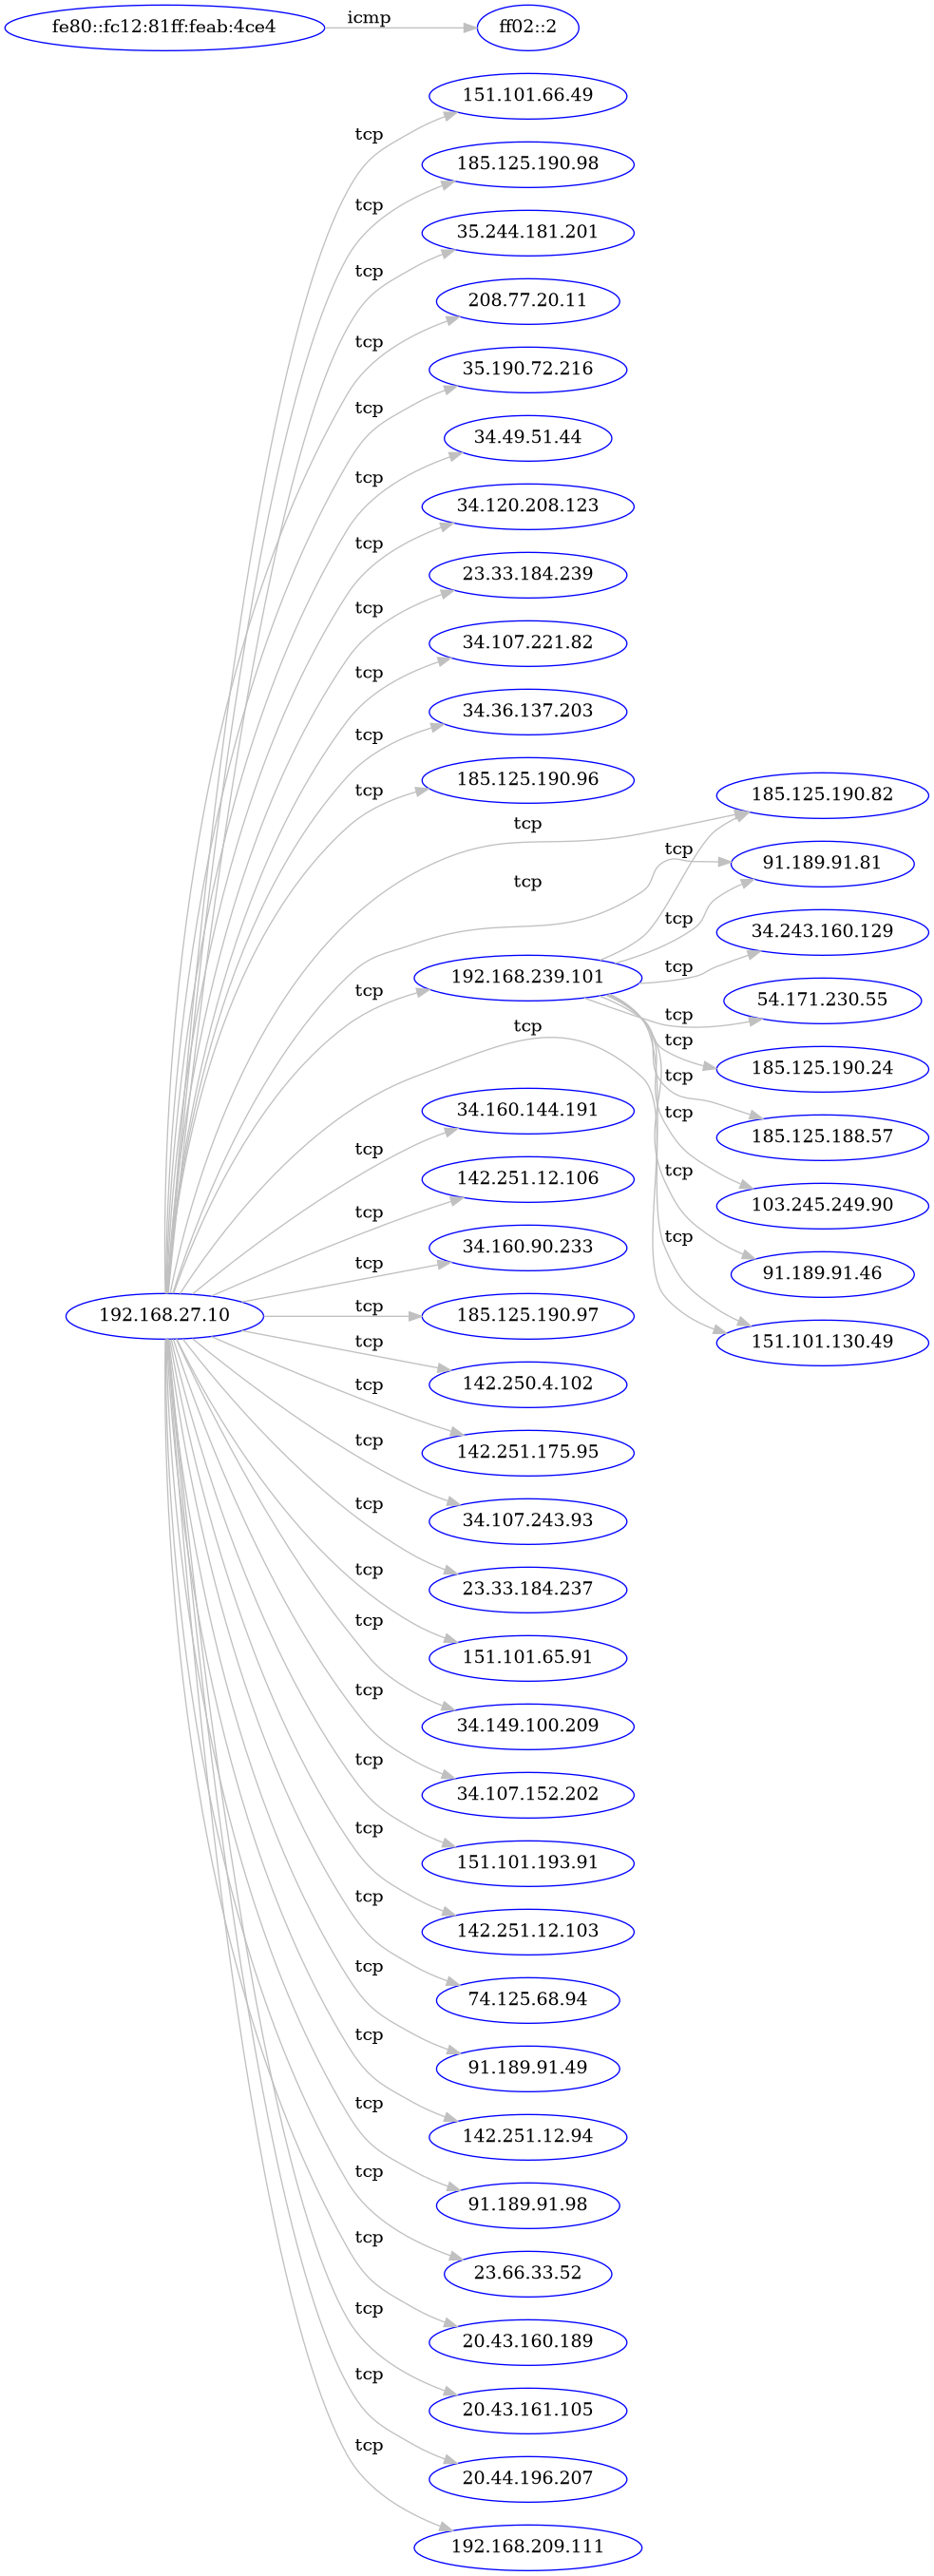 fe80::fc12:81ff:feab:4ce4
icmp
ff02::2
151.101.66.49
tcp
185.125.190.98
tcp
35.244.181.201
tcp
208.77.20.11
tcp
35.190.72.216
tcp
34.49.51.44
tcp
34.120.208.123
tcp
23.33.184.239
tcp
34.107.221.82
tcp
34.36.137.203
tcp
185.125.190.96
tcp
185.125.190.82
tcp
tcp
91.189.91.81
tcp
tcp
34.243.160.129
192.168.239.101
tcp
tcp
54.171.230.55
tcp
tcp
tcp
185.125.190.24
tcp
185.125.188.57
34.160.144.191
tcp
tcp
tcp
142.251.12.106
103.245.249.90
tcp
tcp
34.160.90.233
tcp
91.189.91.46
192.168.27.10
tcp
185.125.190.97
tcp
151.101.130.49
142.250.4.102
tcp
142.251.175.95
tcp
34.107.243.93
tcp
23.33.184.237
tcp
151.101.65.91
tcp
34.149.100.209
tcp
34.107.152.202
tcp
151.101.193.91
tcp
142.251.12.103
tcp
74.125.68.94
tcp
91.189.91.49
tcp
142.251.12.94
tcp
91.189.91.98
tcp
23.66.33.52
tcp
20.43.160.189
tcp
20.43.161.105
tcp
20.44.196.207
tcp
192.168.209.111